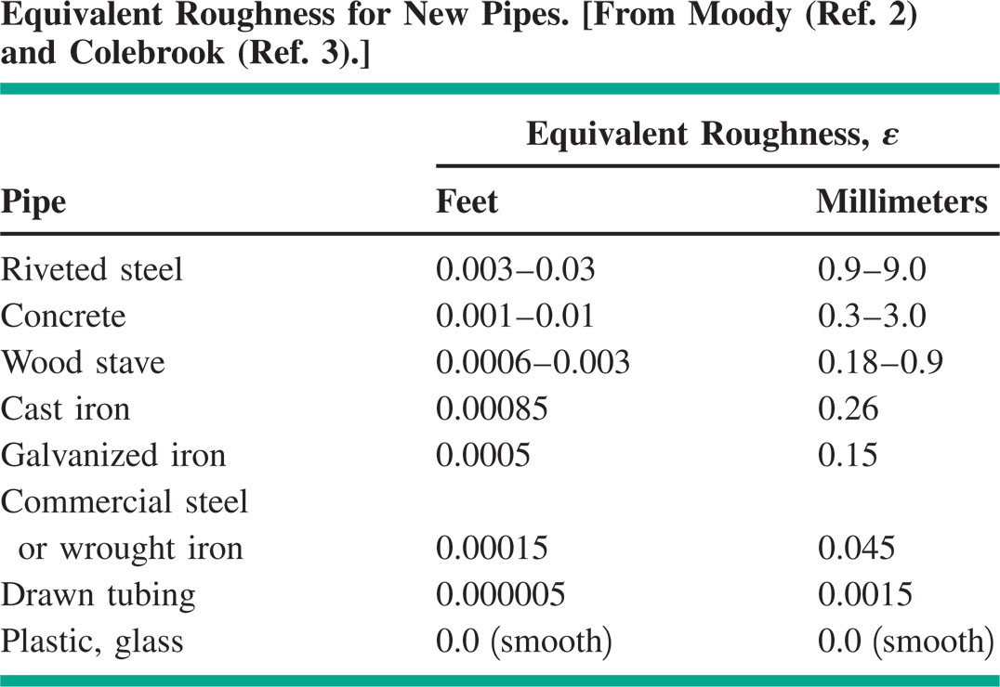 Equivalent Roughness for New Pipes. [From Moody (Ref. 2)
and Colebrook (Ref. 3).]
Equivalent Roughness, ε
Pipe Feet Millimeters
Riveted steel 0.003–0.03 0.9–9.0
Concrete 0.001–0.01 0.3–3.0
Wood stave 0.0006–0.003 0.18–0.9
Cast iron 0.00085 0.26
Galvanized iron 0.0005 0.15
Commercial steel
or wrought iron 0.00015 0.045
Drawn tubing 0.000005 0.0015
Plastic, glass 0.0 (smooth) 0.0 (smooth)